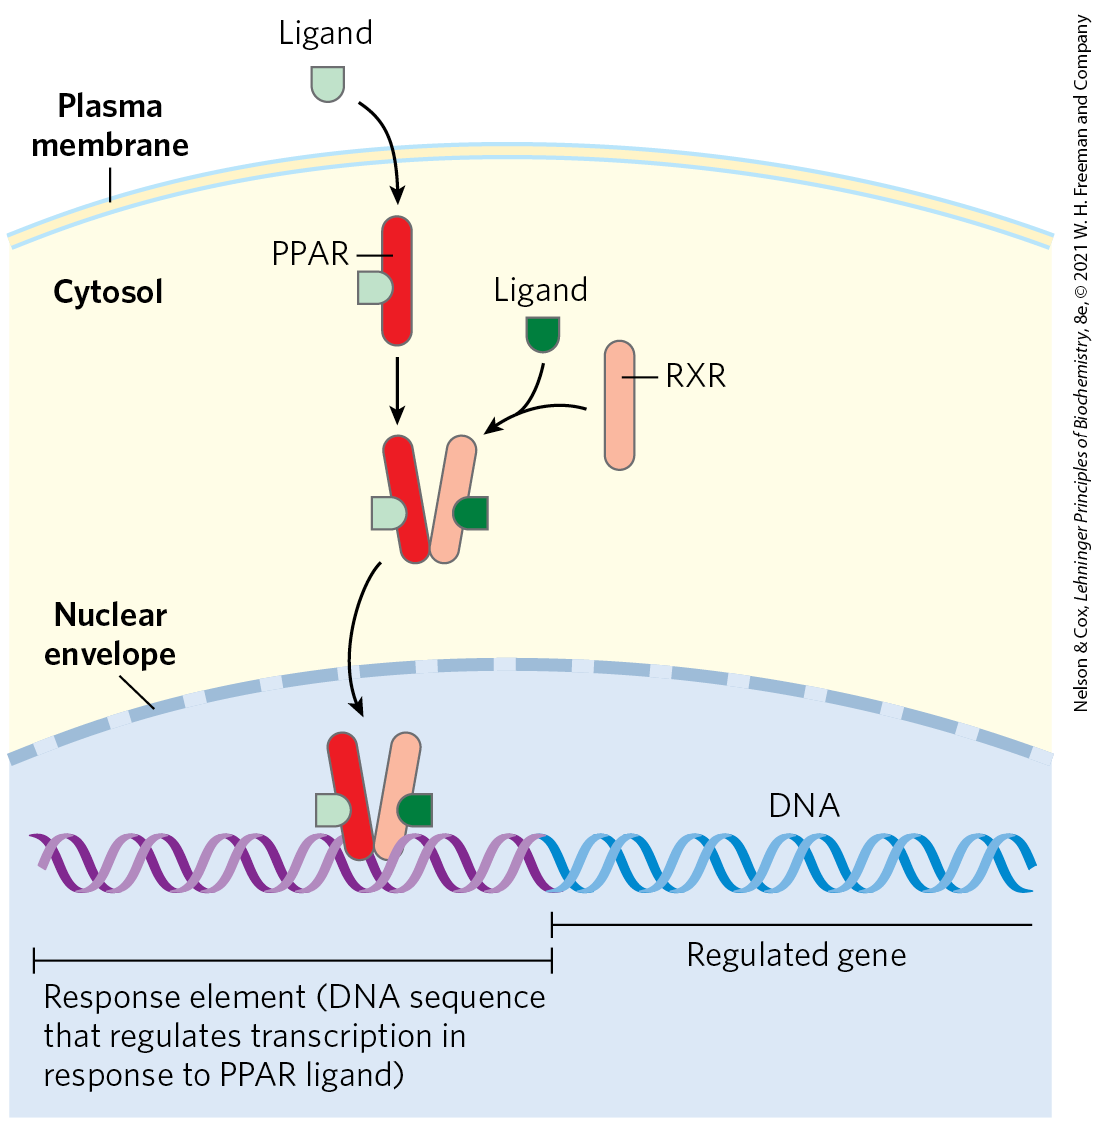 Ligand
Plasma
membrane
PPAR
Cytosol
Ligand
RXR
Nuclear
envelope
DNA
Regulated gene
Response element (DNA sequence
that regulates transcription in
response to PPAR ligand)
Nelson & Cox, Lehninger Principles of Biochemistry, 8e, © 2021 W. H. Freeman and Company